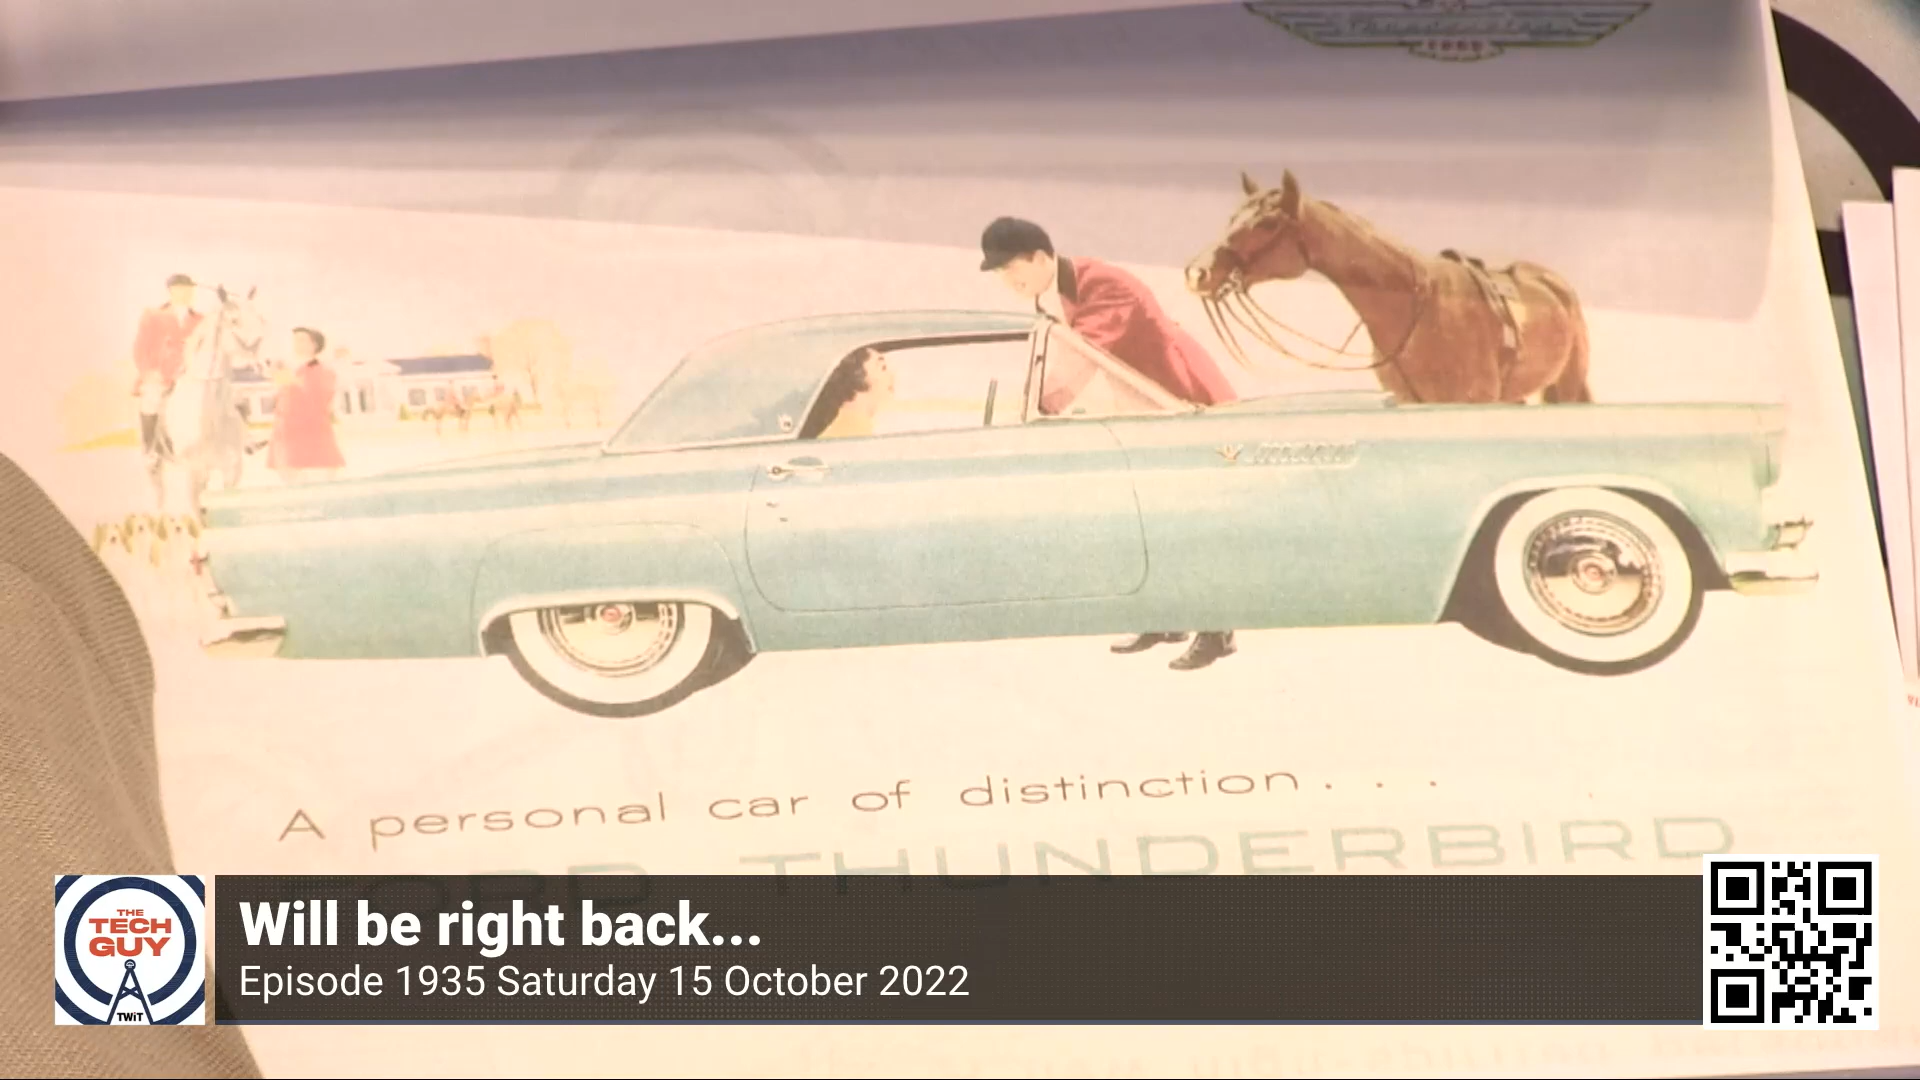 A personal car of distinction . . .
FORD THUNDERBIRD
THE
TECH
GUY
TWiT
Will be right back...
Episode 1935 Saturday 15 October 2022